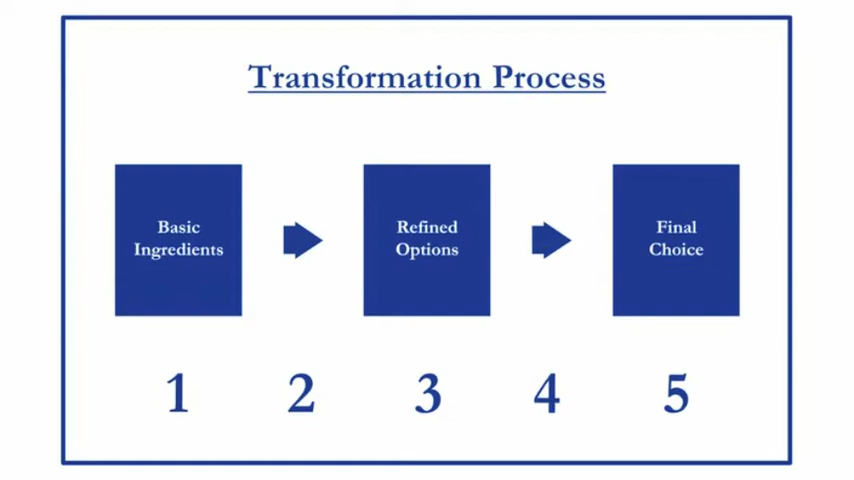 Transformation Process
Basic
Ingredients
Refined
Options
Final
Choice
1 2 3 4 5